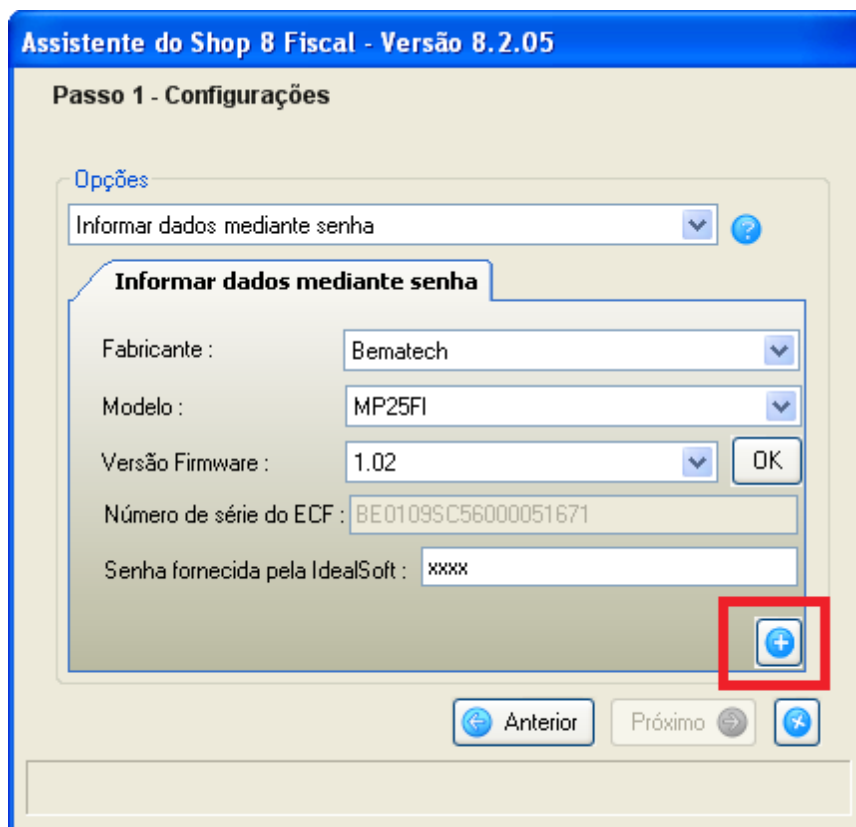 Assistente do Shop 8 Fiscal - Versão 8.2.05
Passo 1 - Configurações
Opções
Informar dados mediante senha
Informar dados mediante senha
Fabricante : Bematech
Modelo : MP25FI
Versão Firmware : 1.02 OK
Número de série do ECF : BE0109SC56000051671
Senha fornecida pela IdealSoft : xxxx
Anterior Próximo